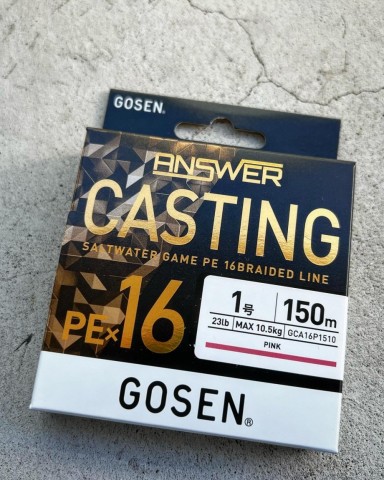 GOSEN®
ANSWER
CASTING
SALTWATER GAME PE 16BRAIDED LINE
PE×16
1号 150m
23lb MAX 10.5kg GCA16P1510
PINK
GOSEN®